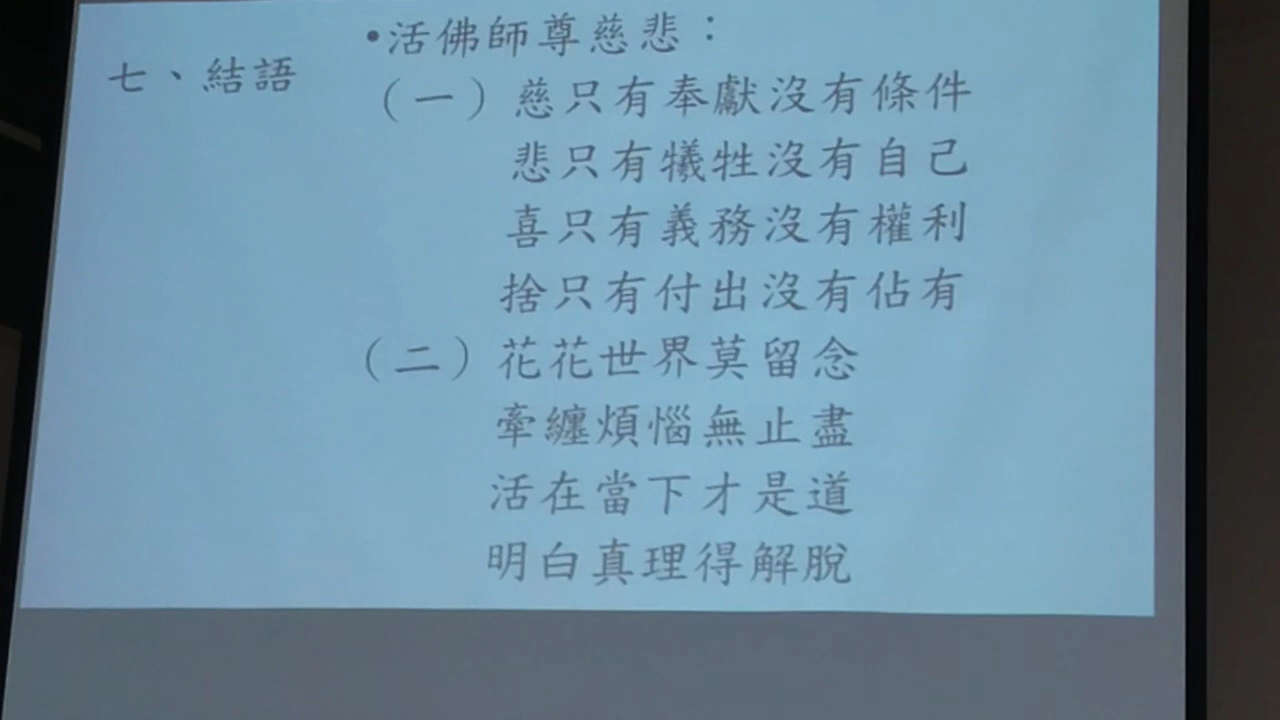 七、結語
•活佛師尊慈悲：
（一）慈只有奉獻沒有條件
悲只有犧牲沒有自己
喜只有義務沒有權利
捨只有付出沒有佔有
（二）花花世界莫留念
牽纏煩惱無止盡
活在當下才是道
明白真理得解脫